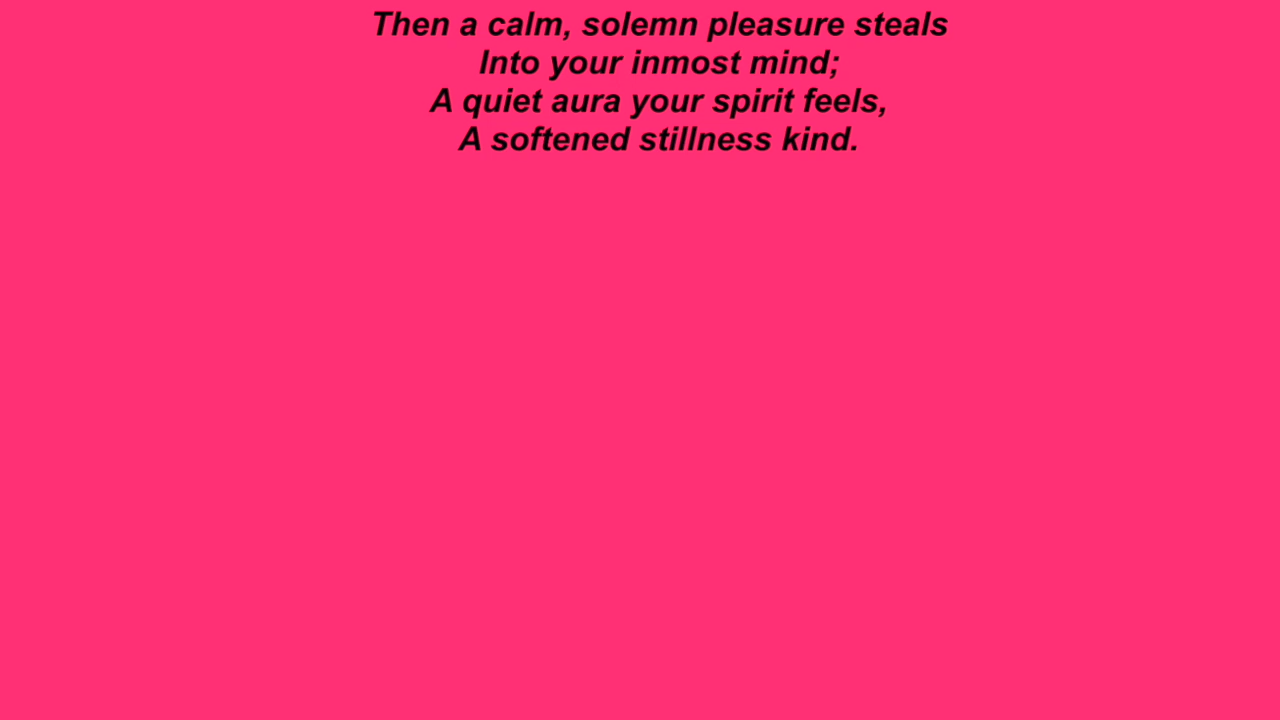 Then a calm, solemn pleasure steals
Into your inmost mind;
A quiet aura your spirit feels,
A softened stillness kind.